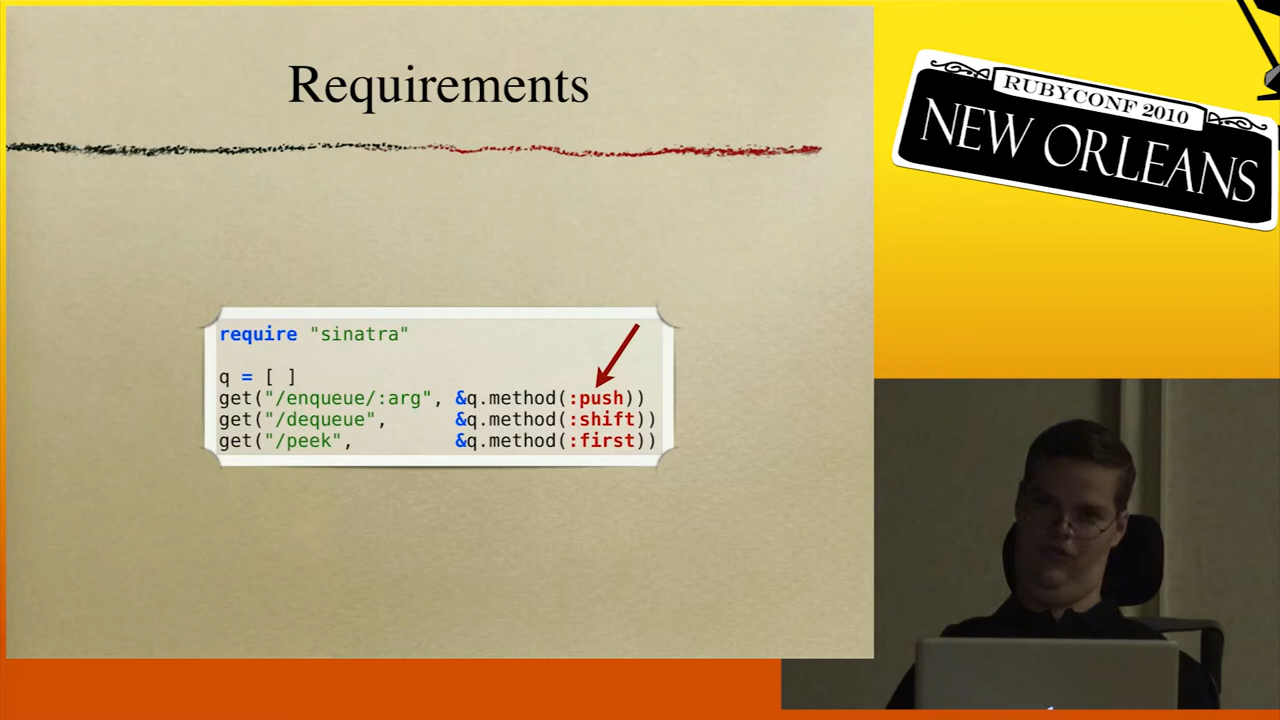 Requirements
RUBYCONF 2010
NEW ORLEANS
require "sinatra"
q = [ ]
get("/enqueue/:arg", &q.method(:push))
get("/dequeue",      &q.method(:shift))
get("/peek",         &q.method(:first))